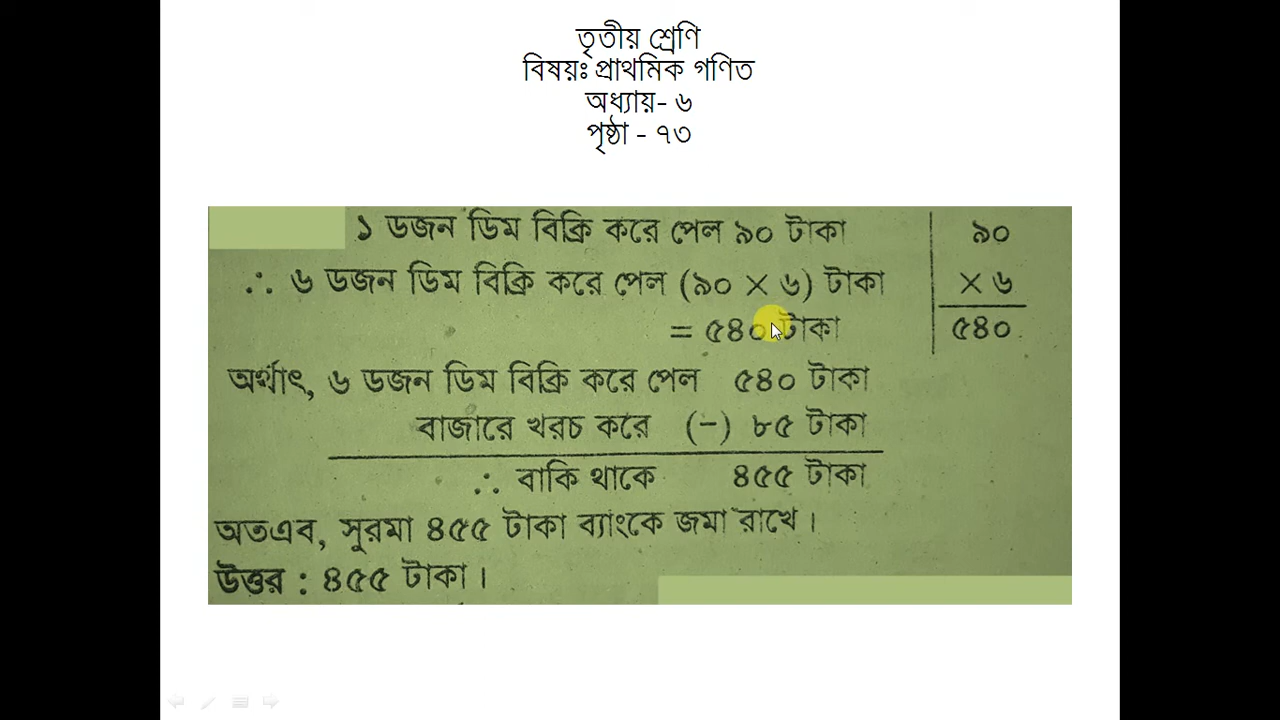 তৃতীয় শ্রেণি
বিষয়ঃ প্রাথমিক গণিত
অধ্যায়- ৬
পৃষ্ঠা - ৭৩
১ ডজন ডিম বিক্রি করে পেল ৯০ টাকা ৯০
∴ ৬ ডজন ডিম বিক্রি করে পেল (৯০ × ৬) টাকা × ৬
= ৫৪০ টাকা ৫৪০
অর্থাৎ, ৬ ডজন ডিম বিক্রি করে পেল ৫৪০ টাকা
বাজারে খরচ করে (−) ৮৫ টাকা
∴ বাকি থাকে ৪৫৫ টাকা
অতএব, সুরমা ৪৫৫ টাকা ব্যাংকে জমা রাখে।
উত্তর : ৪৫৫ টাকা।